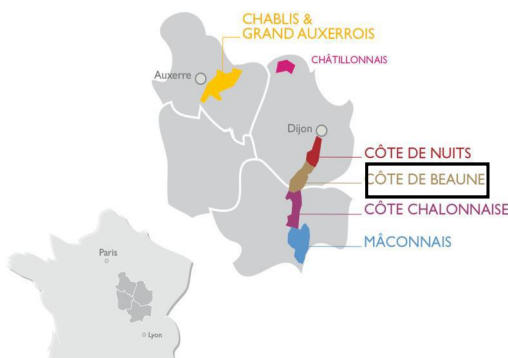 CHABLIS &
GRAND AUXERROIS
CHÂTILLONNAIS
Auxerre
Dijon
CÔTE DE NUITS
CÔTE DE BEAUNE
CÔTE CHALONNAISE
MÂCONNAIS
Paris
Lyon